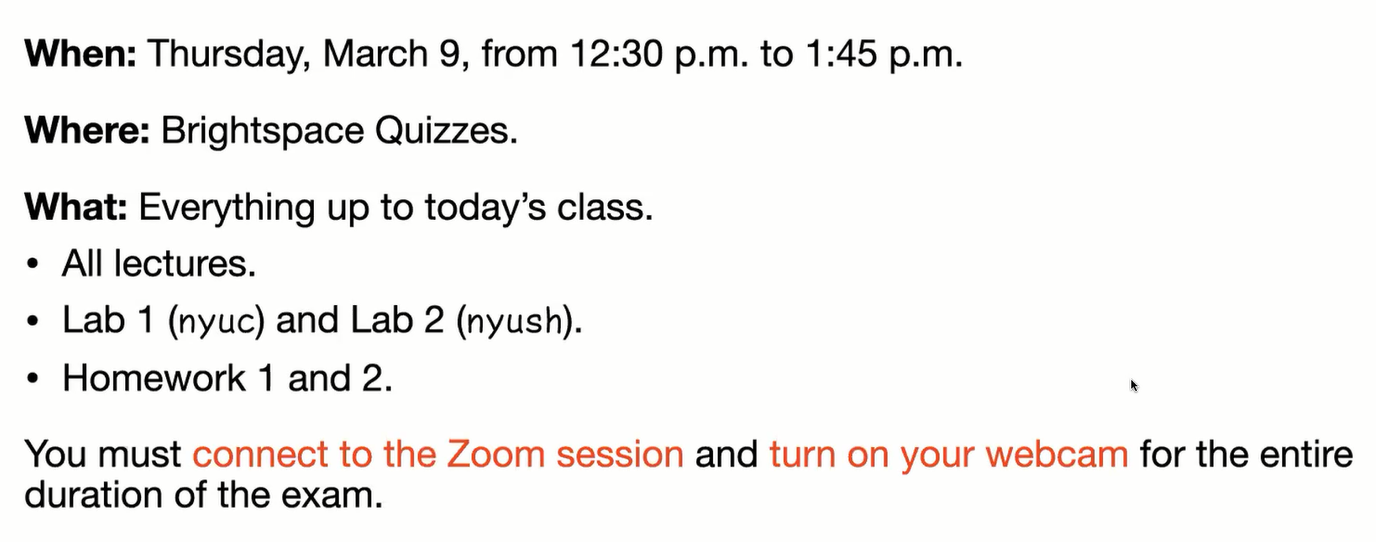 When: Thursday, March 9, from 12:30 p.m. to 1:45 p.m.
Where: Brightspace Quizzes.
What: Everything up to today’s class.
• All lectures.
• Lab 1 (nyuc) and Lab 2 (nyush).
• Homework 1 and 2.
You must connect to the Zoom session and turn on your webcam for the entire
duration of the exam.